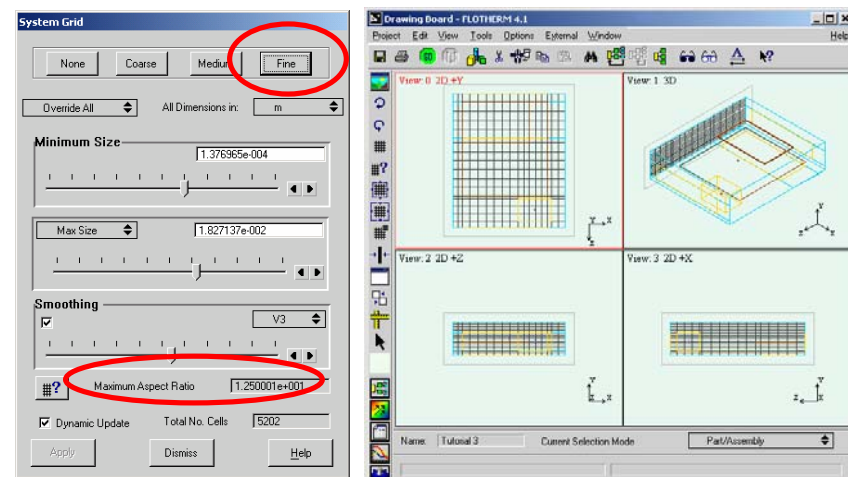 System Grid
None Coarse Medium Fine
Override All All Dimensions in: m
Minimum Size
1.376965e-004
Max Size 1.827137e-002
Smoothing
V3
Maximum Aspect Ratio 1.250001e+001
Dynamic Update Total No. Cells 5202
Apply Dismiss Help
Drawing Board - FLOTHERM 4.1
Project Edit View Tools Options External Window Help
View: 0 2D +Y
View: 1 3D
View: 2 2D +Z
View: 3 2D +X
Name: Tutorial 3 Current Selection Mode Part/Assembly